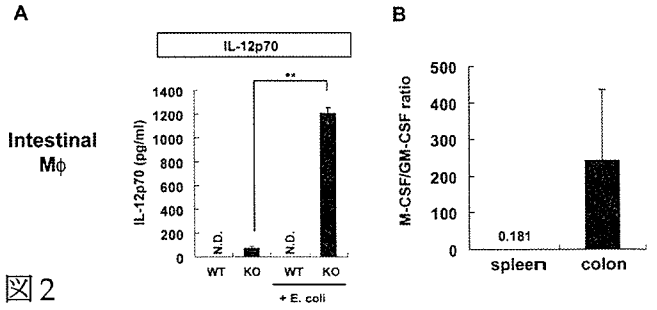 A
IL-12p70
Intestinal
Mϕ
IL-12p70 (pg/ml)
1400
1200
1000
800
600
400
200
0
**
N.D.
N.D.
WT
KO
WT
KO
+ E. coli
図2
B
M-CSF/GM-CSF ratio
500
400
300
200
100
0
0.181
spleen
colon